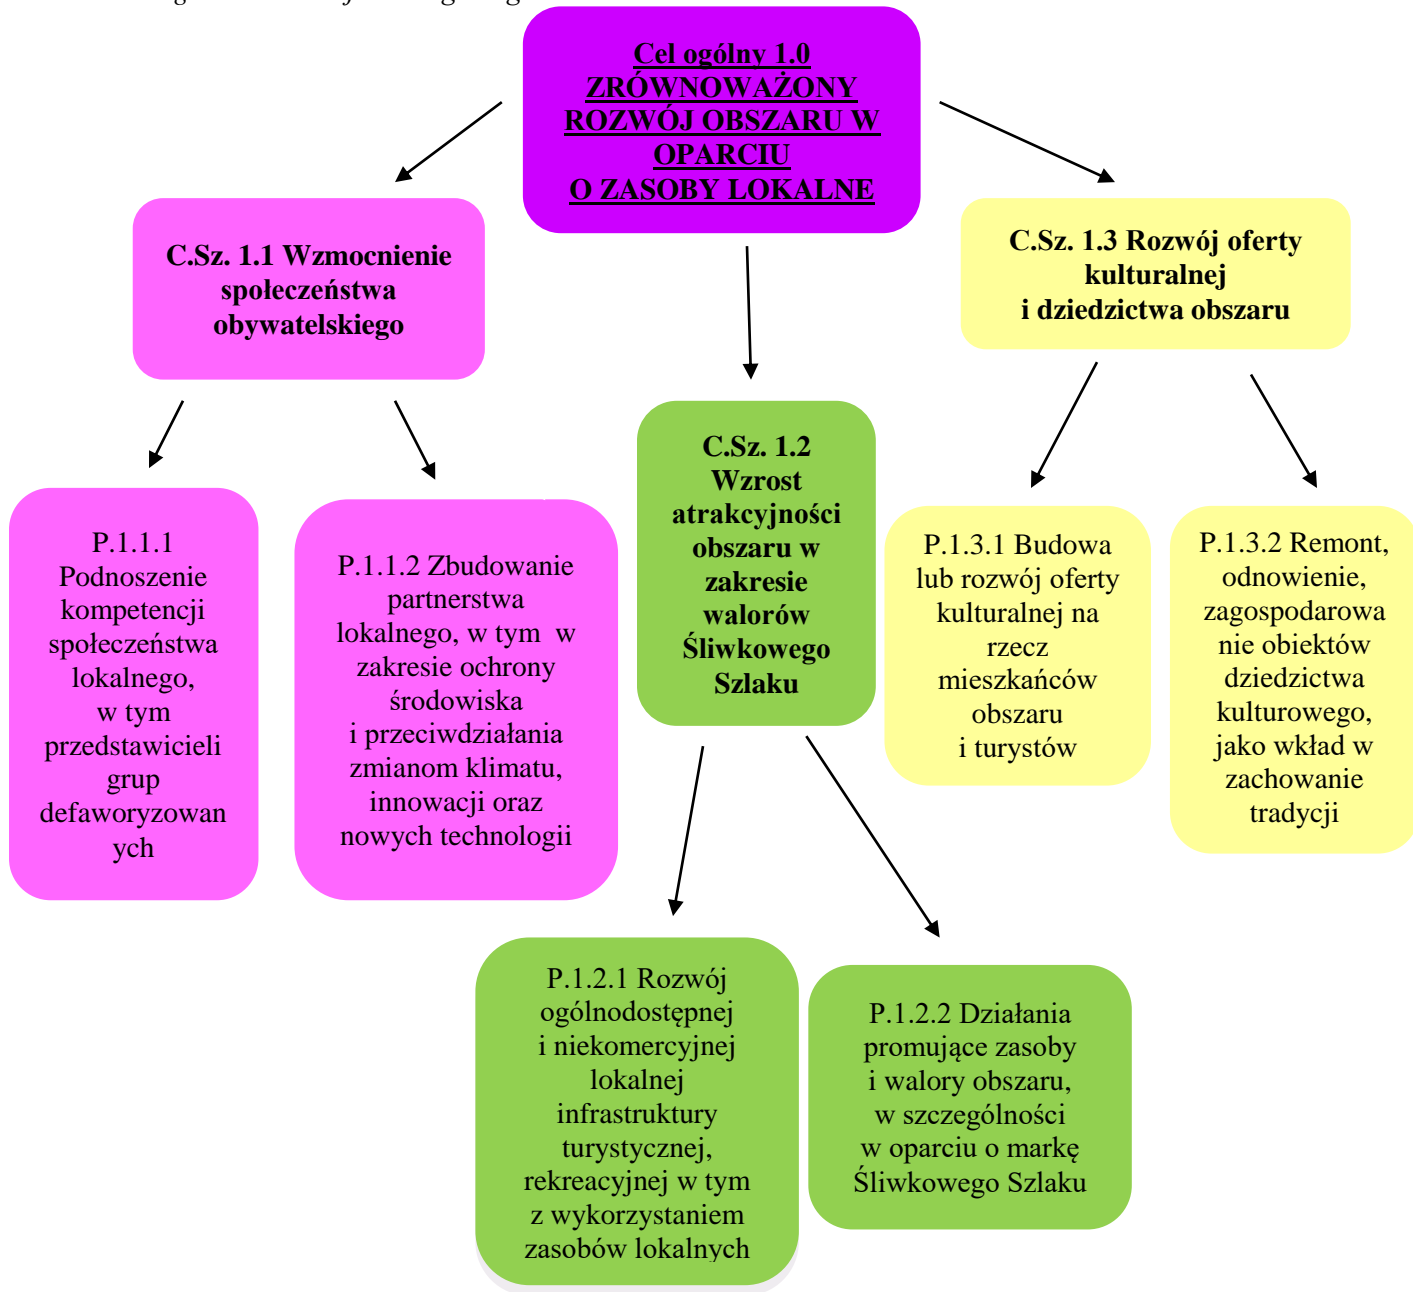 Cel ogólny 1.0
ZRÓWNOWAŻONY
ROZWÓJ OBSZARU W
OPARCIU
O ZASOBY LOKALNE
C.Sz. 1.1 Wzmocnienie
społeczeństwa
obywatelskiego
C.Sz. 1.3 Rozwój oferty
kulturalnej
i dziedzictwa obszaru
C.Sz. 1.2
Wzrost
atrakcyjności
obszaru w
zakresie
walorów
Śliwkowego
Szlaku
P.1.1.1
Podnoszenie
kompetencji
społeczeństwa
lokalnego,
w tym
przedstawicieli
grup
defaworyzowan
ych
P.1.1.2 Zbudowanie
partnerstwa
lokalnego, w tym w
zakresie ochrony
środowiska
i przeciwdziałania
zmianom klimatu,
innowacji oraz
nowych technologii
P.1.3.1 Budowa
lub rozwój oferty
kulturalnej na
rzecz
mieszkańców
obszaru
i turystów
P.1.3.2 Remont,
odnowienie,
zagospodarowa
nie obiektów
dziedzictwa
kulturowego,
jako wkład w
zachowanie
tradycji
P.1.2.1 Rozwój
ogólnodostępnej
i niekomercyjnej
lokalnej
infrastruktury
turystycznej,
rekreacyjnej w tym
z wykorzystaniem
zasobów lokalnych
P.1.2.2 Działania
promujące zasoby
i walory obszaru,
w szczególności
w oparciu o markę
Śliwkowego Szlaku